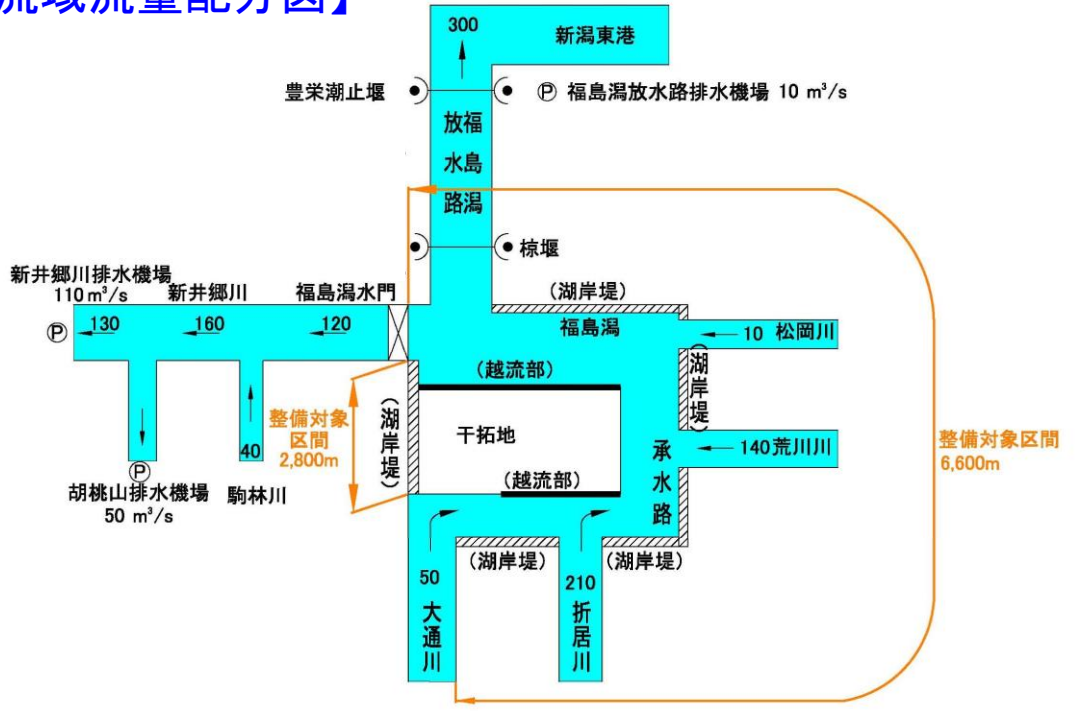 流域流量配分図】
300
新潟東港
豊栄潮止堰
Ⓟ 福島潟放水路排水機場 10 m³/s
福島潟
放水路
椋堰
新井郷川排水機場
110m³/s
新井郷川
福島潟水門
(湖岸堤)
Ⓟ
130
160
120
福島潟
10 松岡川
(越流部)
(湖岸堤)
整備対象
区間
2,800m
(湖岸堤)
干拓地
承水路
140荒川川
整備対象区間
6,600m
40
Ⓟ
胡桃山排水機場
50 m³/s
駒林川
(越流部)
(湖岸堤)
(湖岸堤)
50
大通川
210
折居川